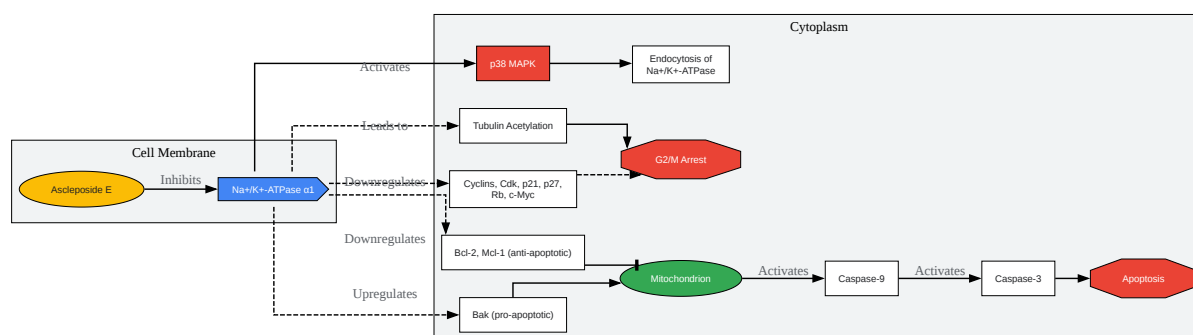 Cytoplasm
p38 MAPK
Endocytosis of
Na+/K+-ATPase
Activates
Leads to
Tubulin Acetylation
G2/M Arrest
Cell Membrane
Ascleposide E
Inhibits
Na+/K+-ATPase α1
Downregulates
Cyclins, Cdk, p21, p27,
Rb, c-Myc
Downregulates
Bcl-2, Mcl-1 (anti-apoptotic)
Mitochondrion
Activates
Caspase-9
Activates
Caspase-3
Apoptosis
Upregulates
Bak (pro-apoptotic)